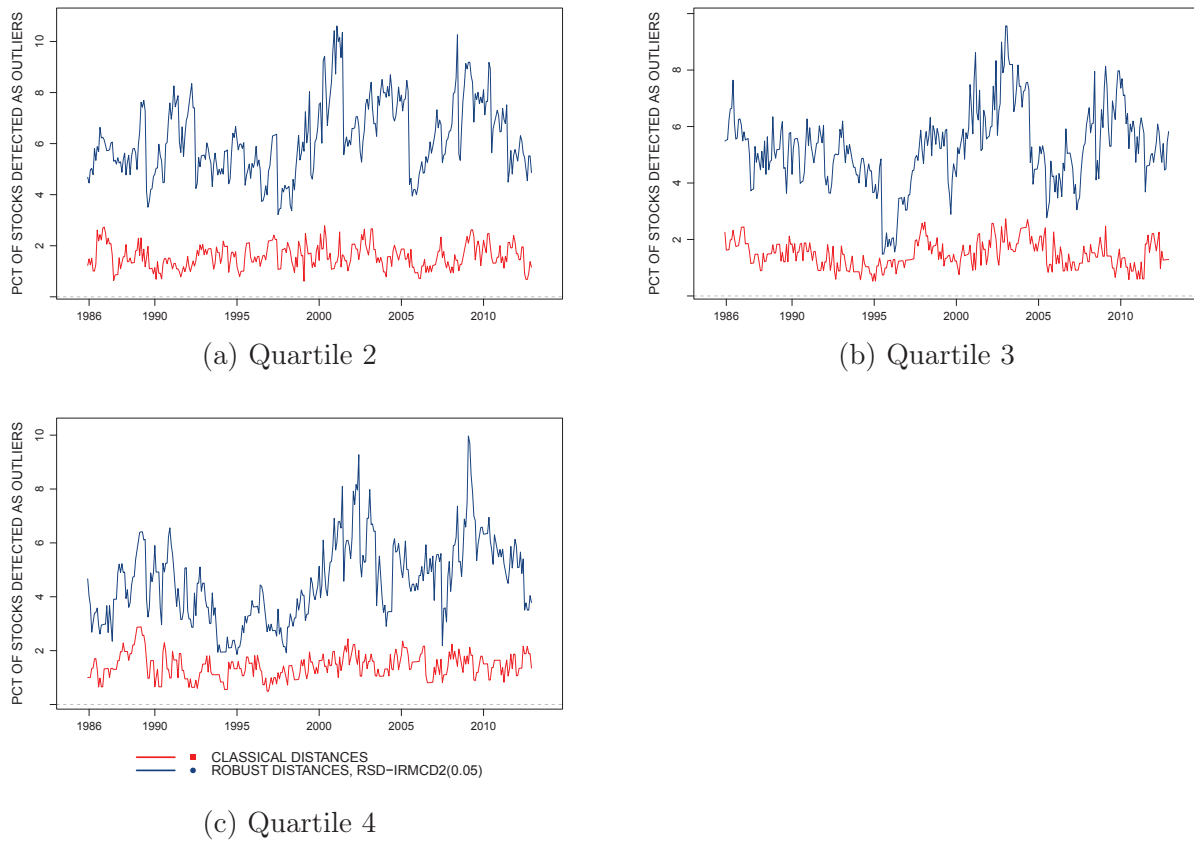 PCT OF STOCKS DETECTED AS OUTLIERS
10
8
6
4
2
1986 1990 1995 2000 2005 2010
(a) Quartile 2
PCT OF STOCKS DETECTED AS OUTLIERS
8
6
4
2
1986 1990 1995 2000 2005 2010
(b) Quartile 3
PCT OF STOCKS DETECTED AS OUTLIERS
10
8
6
4
2
1986 1990 1995 2000 2005 2010
CLASSICAL DISTANCES
ROBUST DISTANCES, RSD−IRMCD2(0.05)
(c) Quartile 4